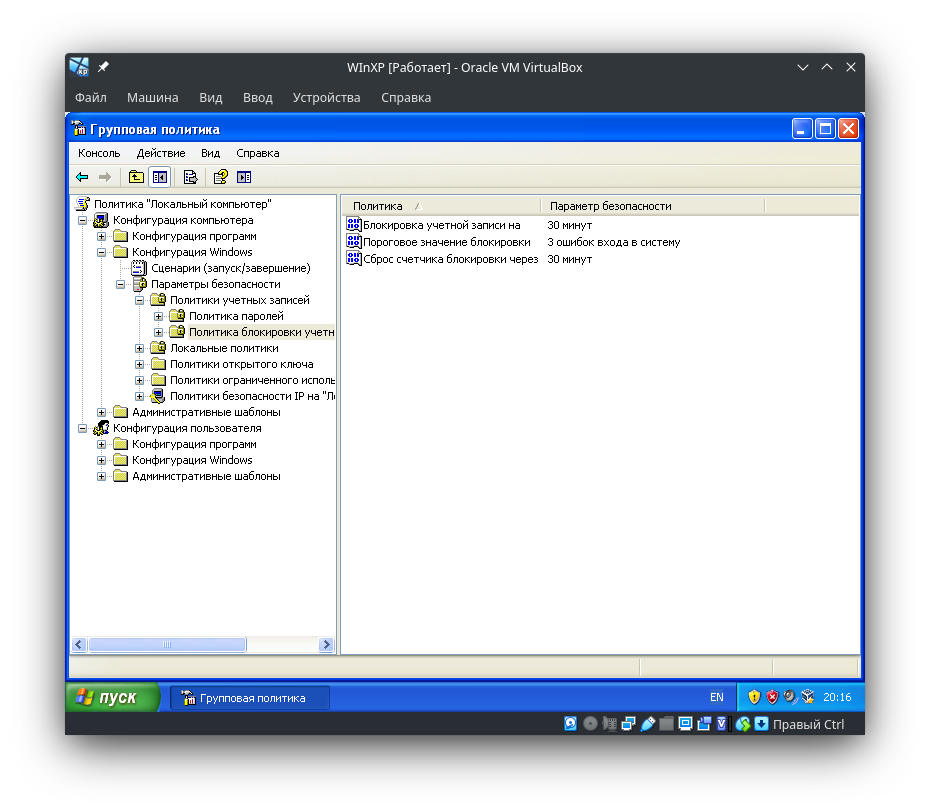 WInXP [Работает] - Oracle VM VirtualBox
Файл Машина Вид Ввод Устройства Справка
Групповая политика
Консоль Действие Вид Справка
Политика "Локальный компьютер"
Конфигурация компьютера
Конфигурация программ
Конфигурация Windows
Сценарии (запуск/завершение)
Параметры безопасности
Политики учетных записей
Политика паролей
Политика блокировки учетн
Локальные политики
Политики открытого ключа
Политики ограниченного исполь
Политики безопасности IP на "Ло
Административные шаблоны
Конфигурация пользователя
Конфигурация программ
Конфигурация Windows
Административные шаблоны
Политика Параметр безопасности
Блокировка учетной записи на 30 минут
Пороговое значение блокировки 3 ошибок входа в систему
Сброс счетчика блокировки через 30 минут
пуск Групповая политика EN 20:16
Правый Ctrl